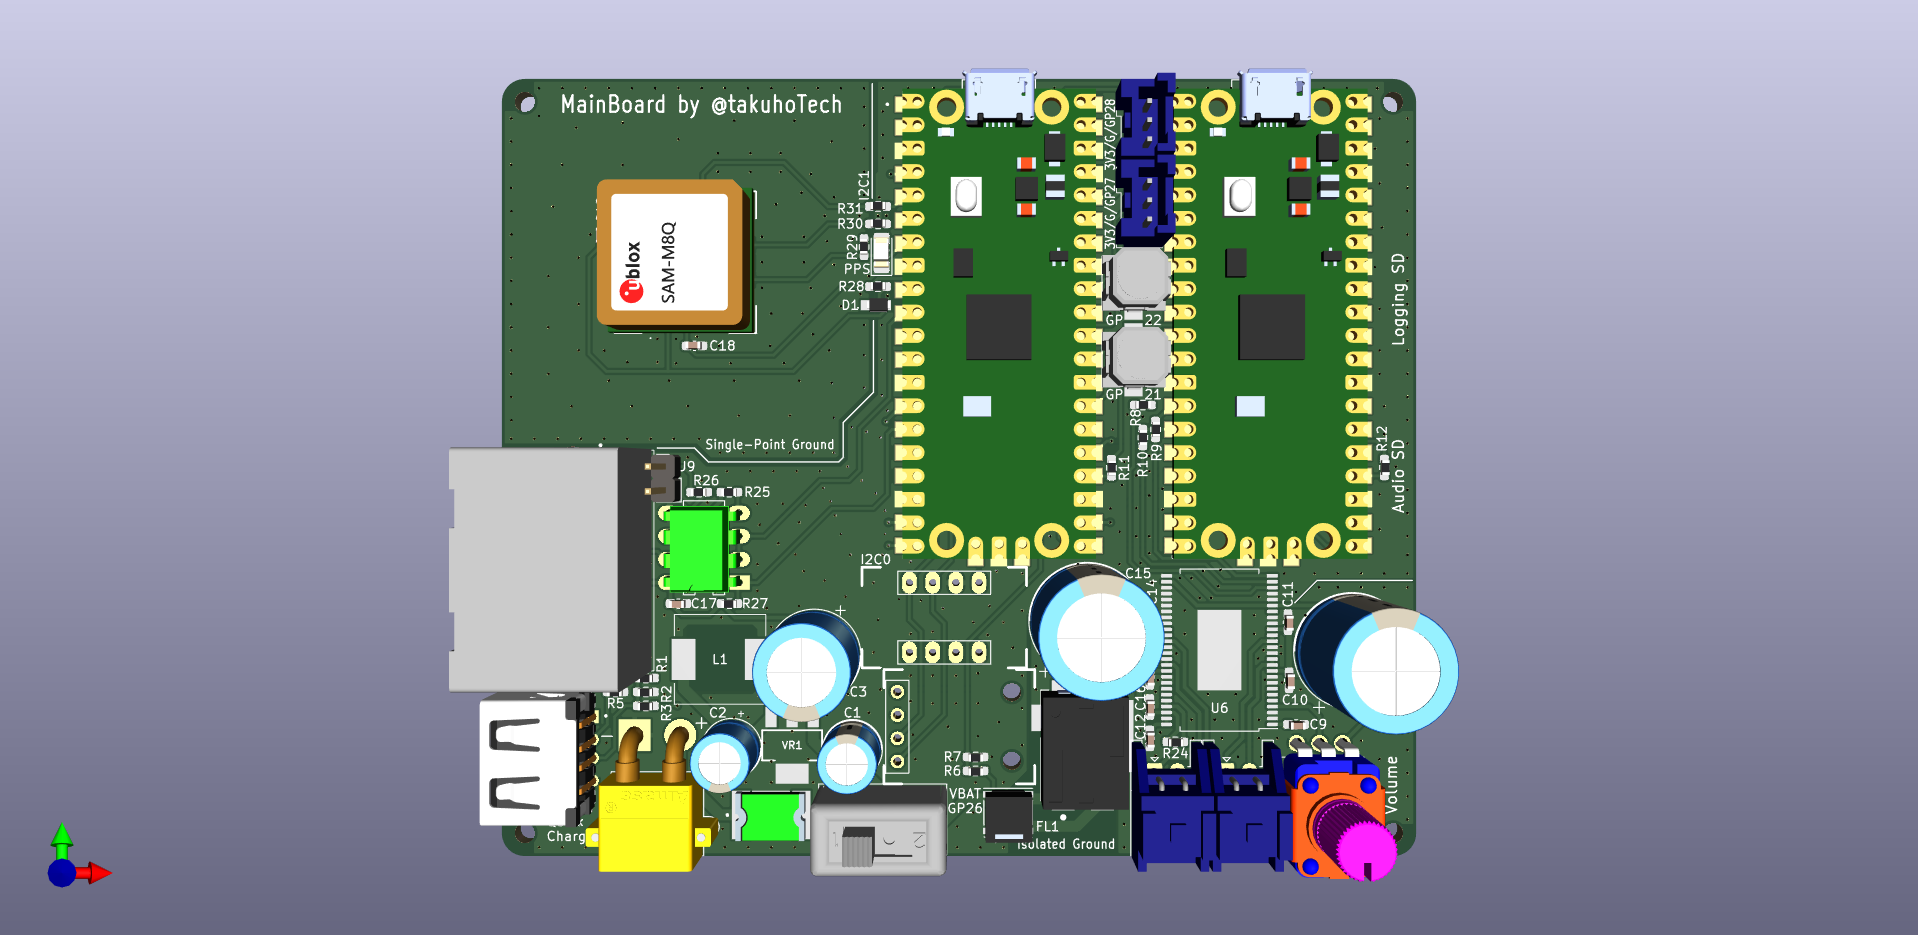 MainBoard by @takuhoTech
3V3/G/GP28
I2C1
R31
R30
R29
PPS
R28
D1
ublox
SAM-M8Q
C18
3V3/G/GP27
GP 22
GP 21
Logging SD
Single-Point Ground
R8
R9
R10
R11
R12
Audio SD
J9
R26
R25
I2C0
C17
R27
C15
C14
C11
L1
R1
R5
R2
R3
C3
C2
C1
VR1
C10
U6
C9
C12
R24
R7
R6
VBAT
GP26
FL1
Isolated Ground
Volume
Charg